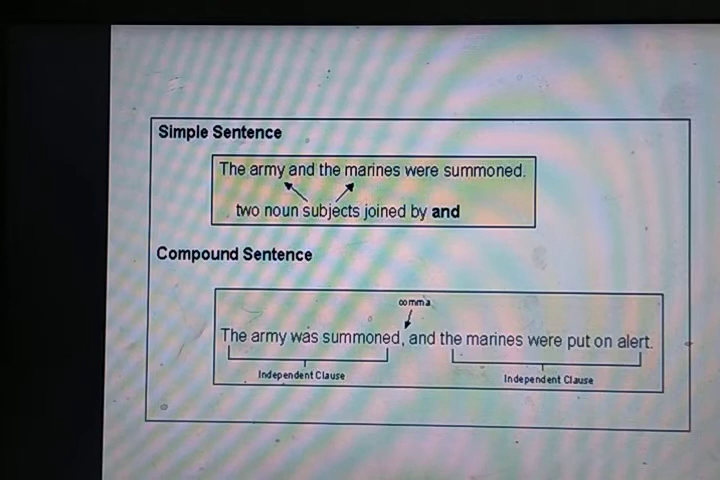 Simple Sentence
The army and the marines were summoned.
two noun subjects joined by and
Compound Sentence
comma
The army was summoned, and the marines were put on alert.
Independent Clause
Independent Clause